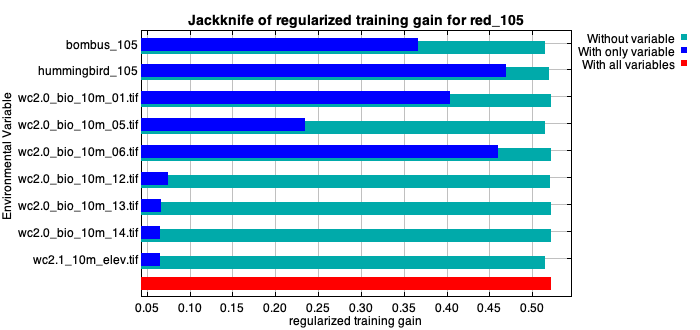 Jackknife of regularized training gain for red_105
Without variable
With only variable
With all variables
Environmental Variable
bombus_105
hummingbird_105
wc2.0_bio_10m_01.tif
wc2.0_bio_10m_05.tif
wc2.0_bio_10m_06.tif
wc2.0_bio_10m_12.tif
wc2.0_bio_10m_13.tif
wc2.0_bio_10m_14.tif
wc2.1_10m_elev.tif
0.05 0.10 0.15 0.20 0.25 0.30 0.35 0.40 0.45 0.50
regularized training gain